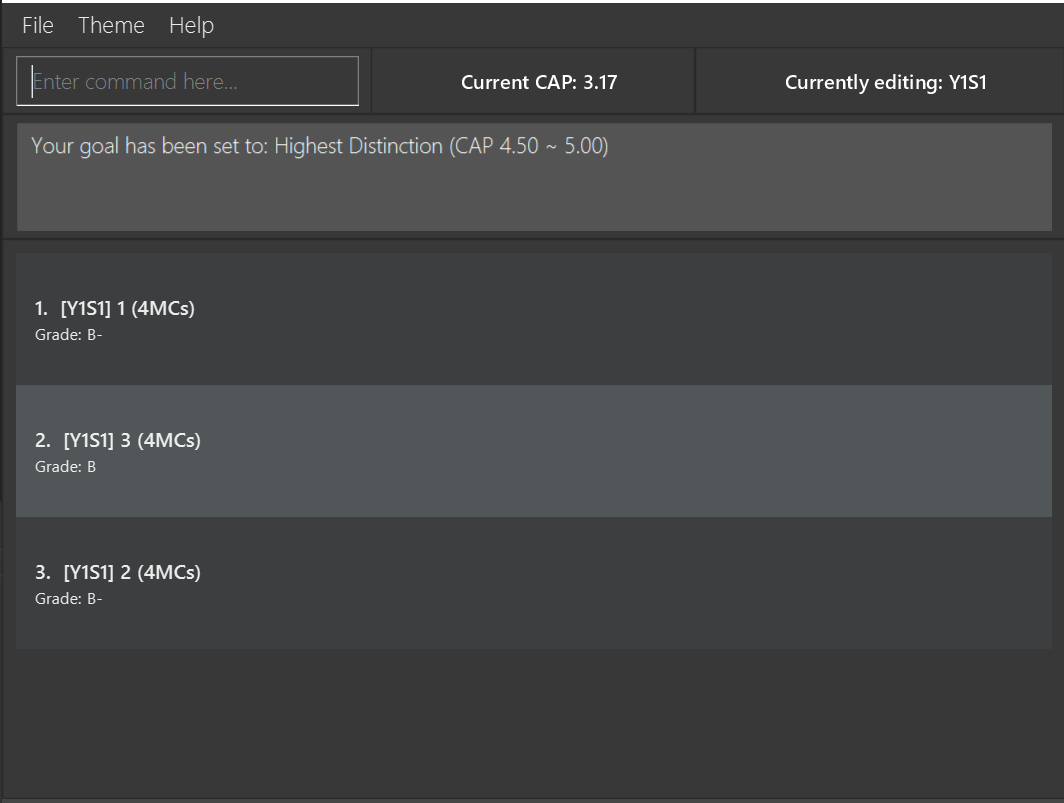 File Theme Help
Enter command here...
Current CAP: 3.17
Currently editing: Y1S1
Your goal has been set to: Highest Distinction (CAP 4.50 ~ 5.00)
1. [Y1S1] 1 (4MCs)
Grade: B-
2. [Y1S1] 3 (4MCs)
Grade: B
3. [Y1S1] 2 (4MCs)
Grade: B-